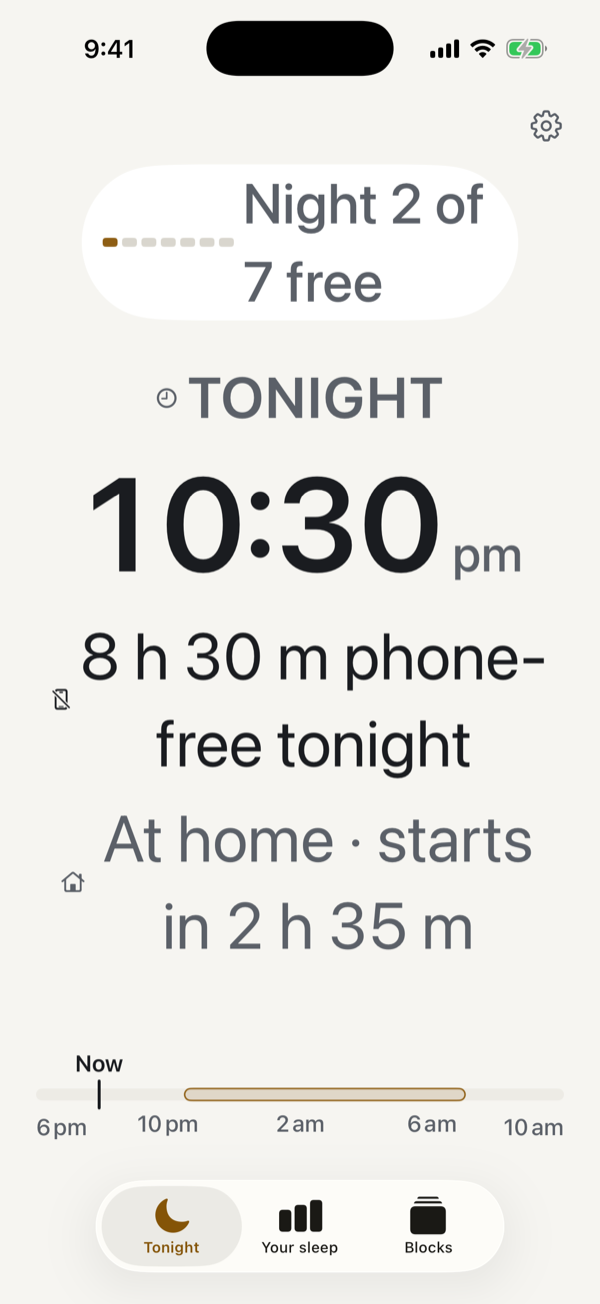 9:41
Night 2 of
7 free
TONIGHT
10:30 pm
8 h 30 m phone-
free tonight
At home · starts
in 2 h 35 m
Now
6 pm 10 pm 2 am 6 am 10 am
Tonight Your sleep Blocks